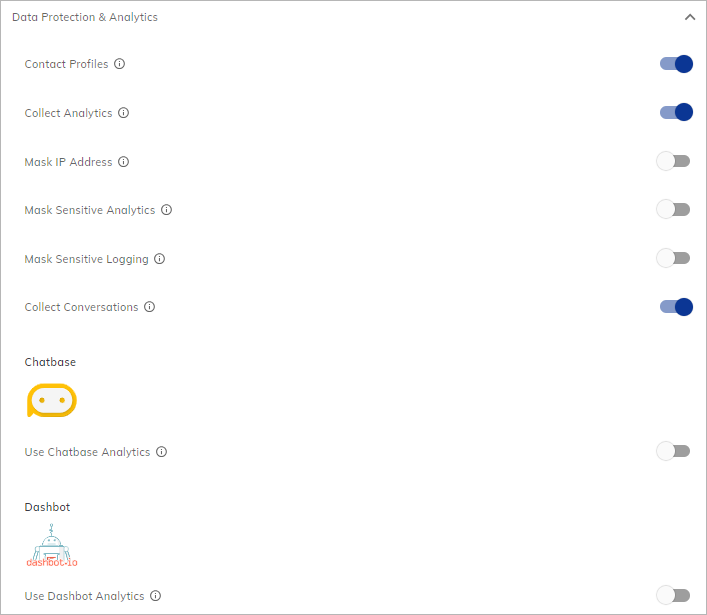 Data Protection & Analytics
Contact Profiles
Collect Analytics
Mask IP Address
Mask Sensitive Analytics
Mask Sensitive Logging
Collect Conversations
Chatbase
Use Chatbase Analytics
Dashbot
dashbot.io
Use Dashbot Analytics